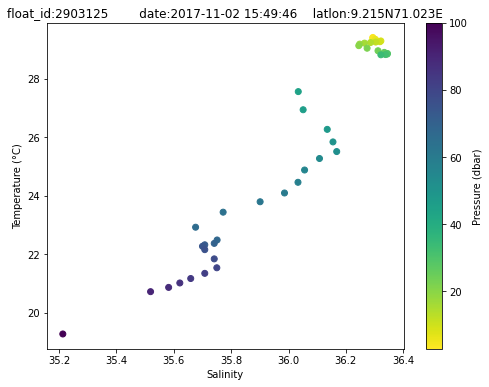 float_id:2903125 date:2017-11-02 15:49:46 latlon:9.215N71.023E
Temperature (°C)
28
26
24
22
20
35.2 35.4 35.6 35.8 36.0 36.2 36.4
Salinity
100
80
60
40
20
Pressure (dbar)